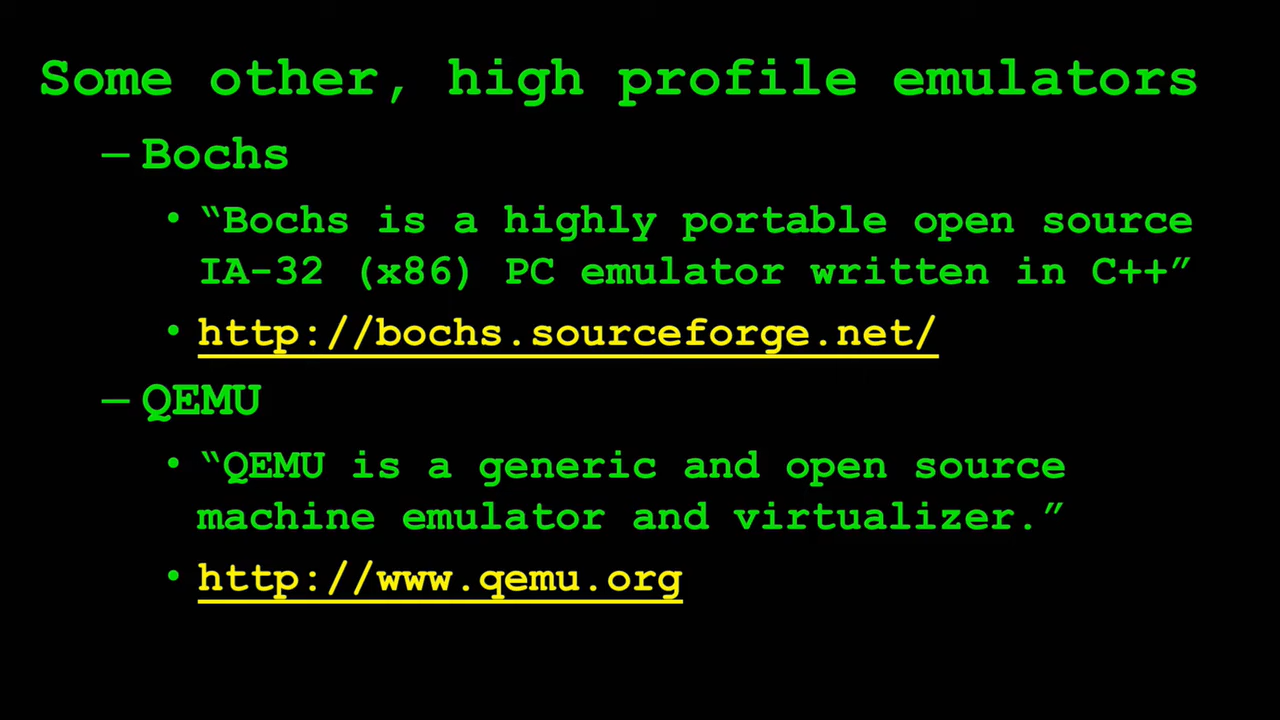 Some other, high profile emulators
– Bochs
• “Bochs is a highly portable open source
IA-32 (x86) PC emulator written in C++”
• http://bochs.sourceforge.net/
– QEMU
• “QEMU is a generic and open source
machine emulator and virtualizer.”
• http://www.qemu.org